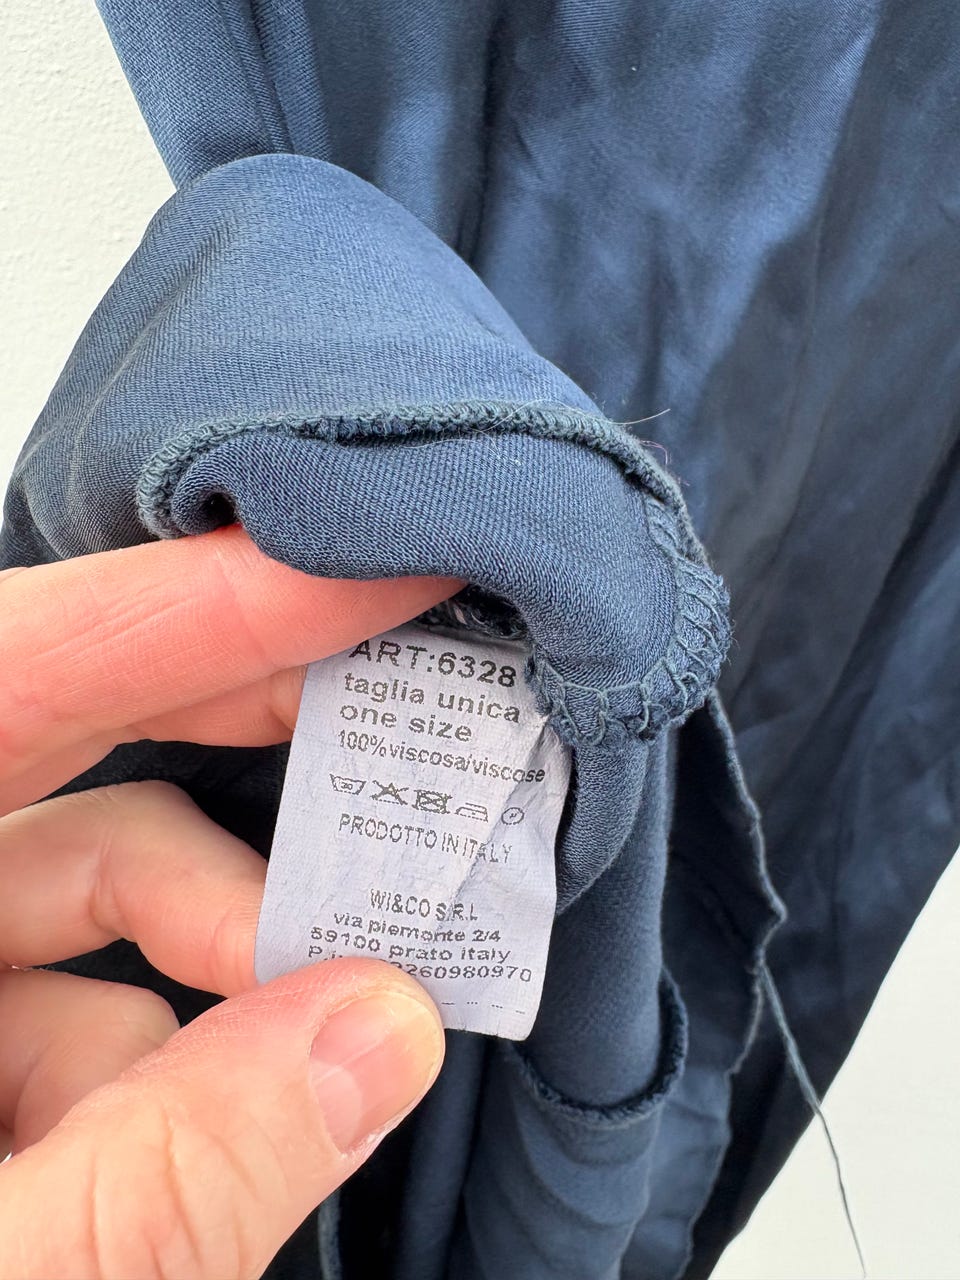 ART:6328
taglia unica
one size
100%viscosa/viscose
PRODOTTO IN ITALY
WI&CO S.R.L
via piemonte 2/4
59100 prato italy
260980970